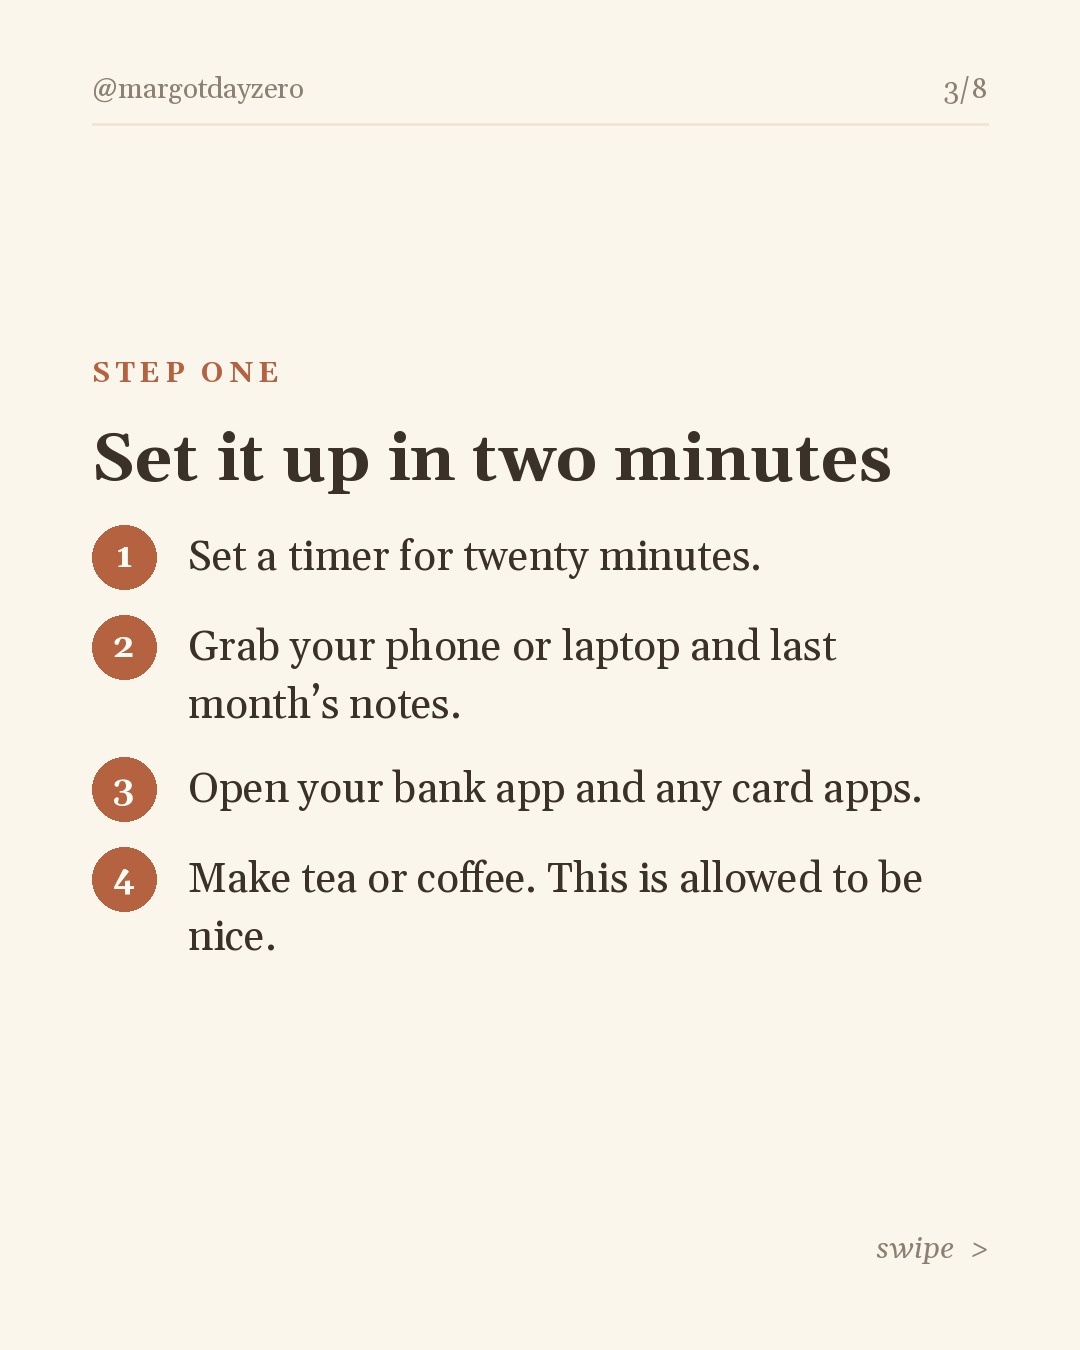 @margotdayzero
3/8
STEP ONE
Set it up in two minutes
1 Set a timer for twenty minutes.
2 Grab your phone or laptop and last
month’s notes.
3 Open your bank app and any card apps.
4 Make tea or coffee. This is allowed to be
nice.
swipe >